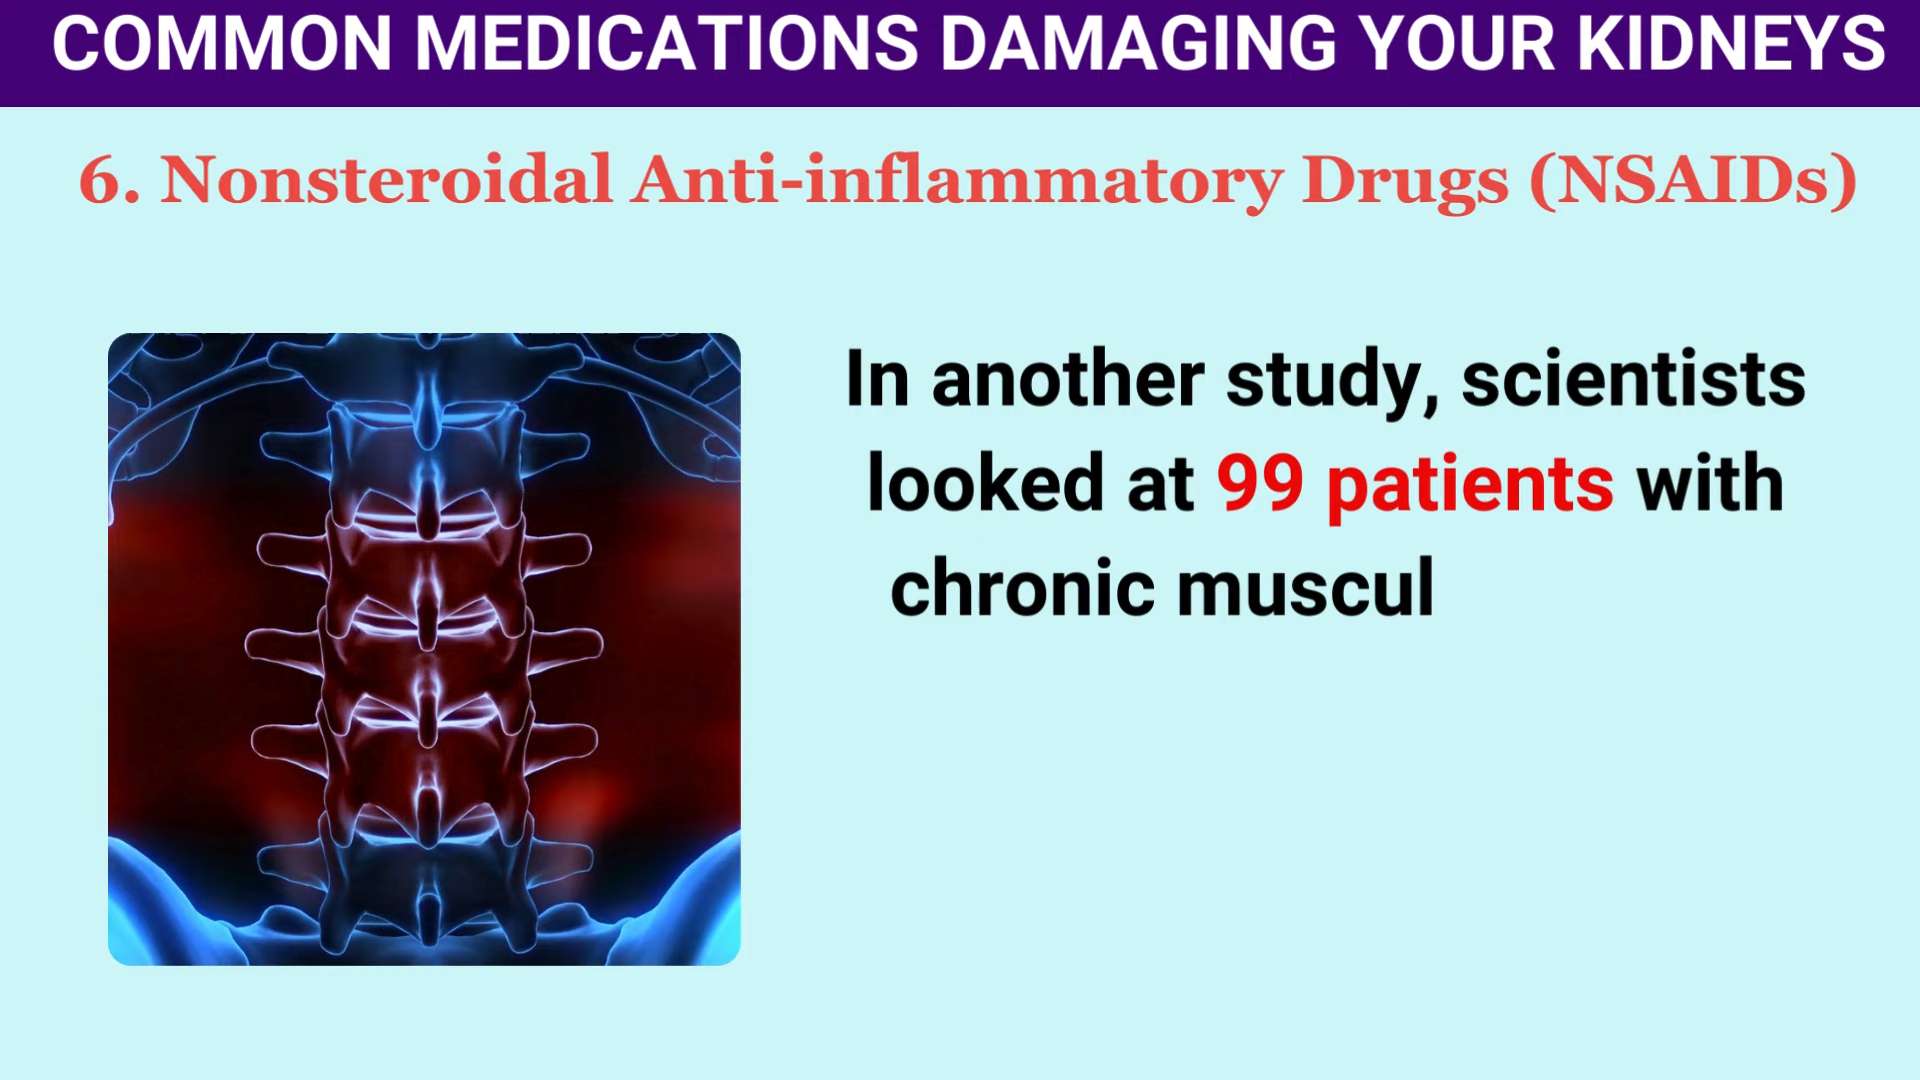 COMMON MEDICATIONS DAMAGING YOUR KIDNEYS
6. Nonsteroidal Anti-inflammatory Drugs (NSAIDs)
In another study, scientists
looked at 99 patients with
chronic muscul